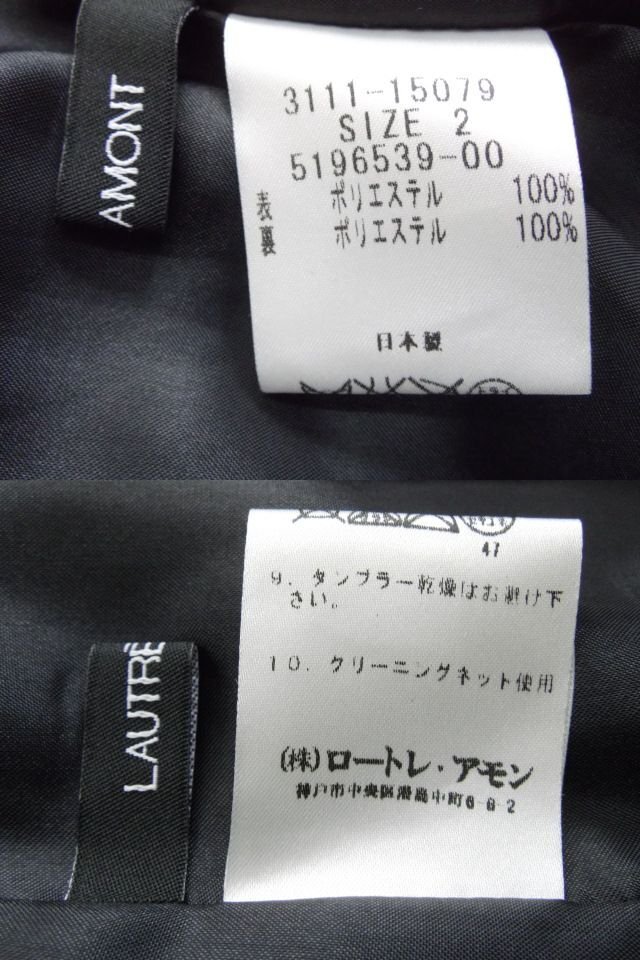 AMONT
3111-15079
SIZE 2
5196539-00
表 ポリエステル 100%
裏 ポリエステル 100%
日本製
47
9. タンブラー乾燥はお避け下
さい。
10. クリーニングネット使用
LAUTRE
(株)ロートレ・アモン
神戸市中央区港島中町6-8-2